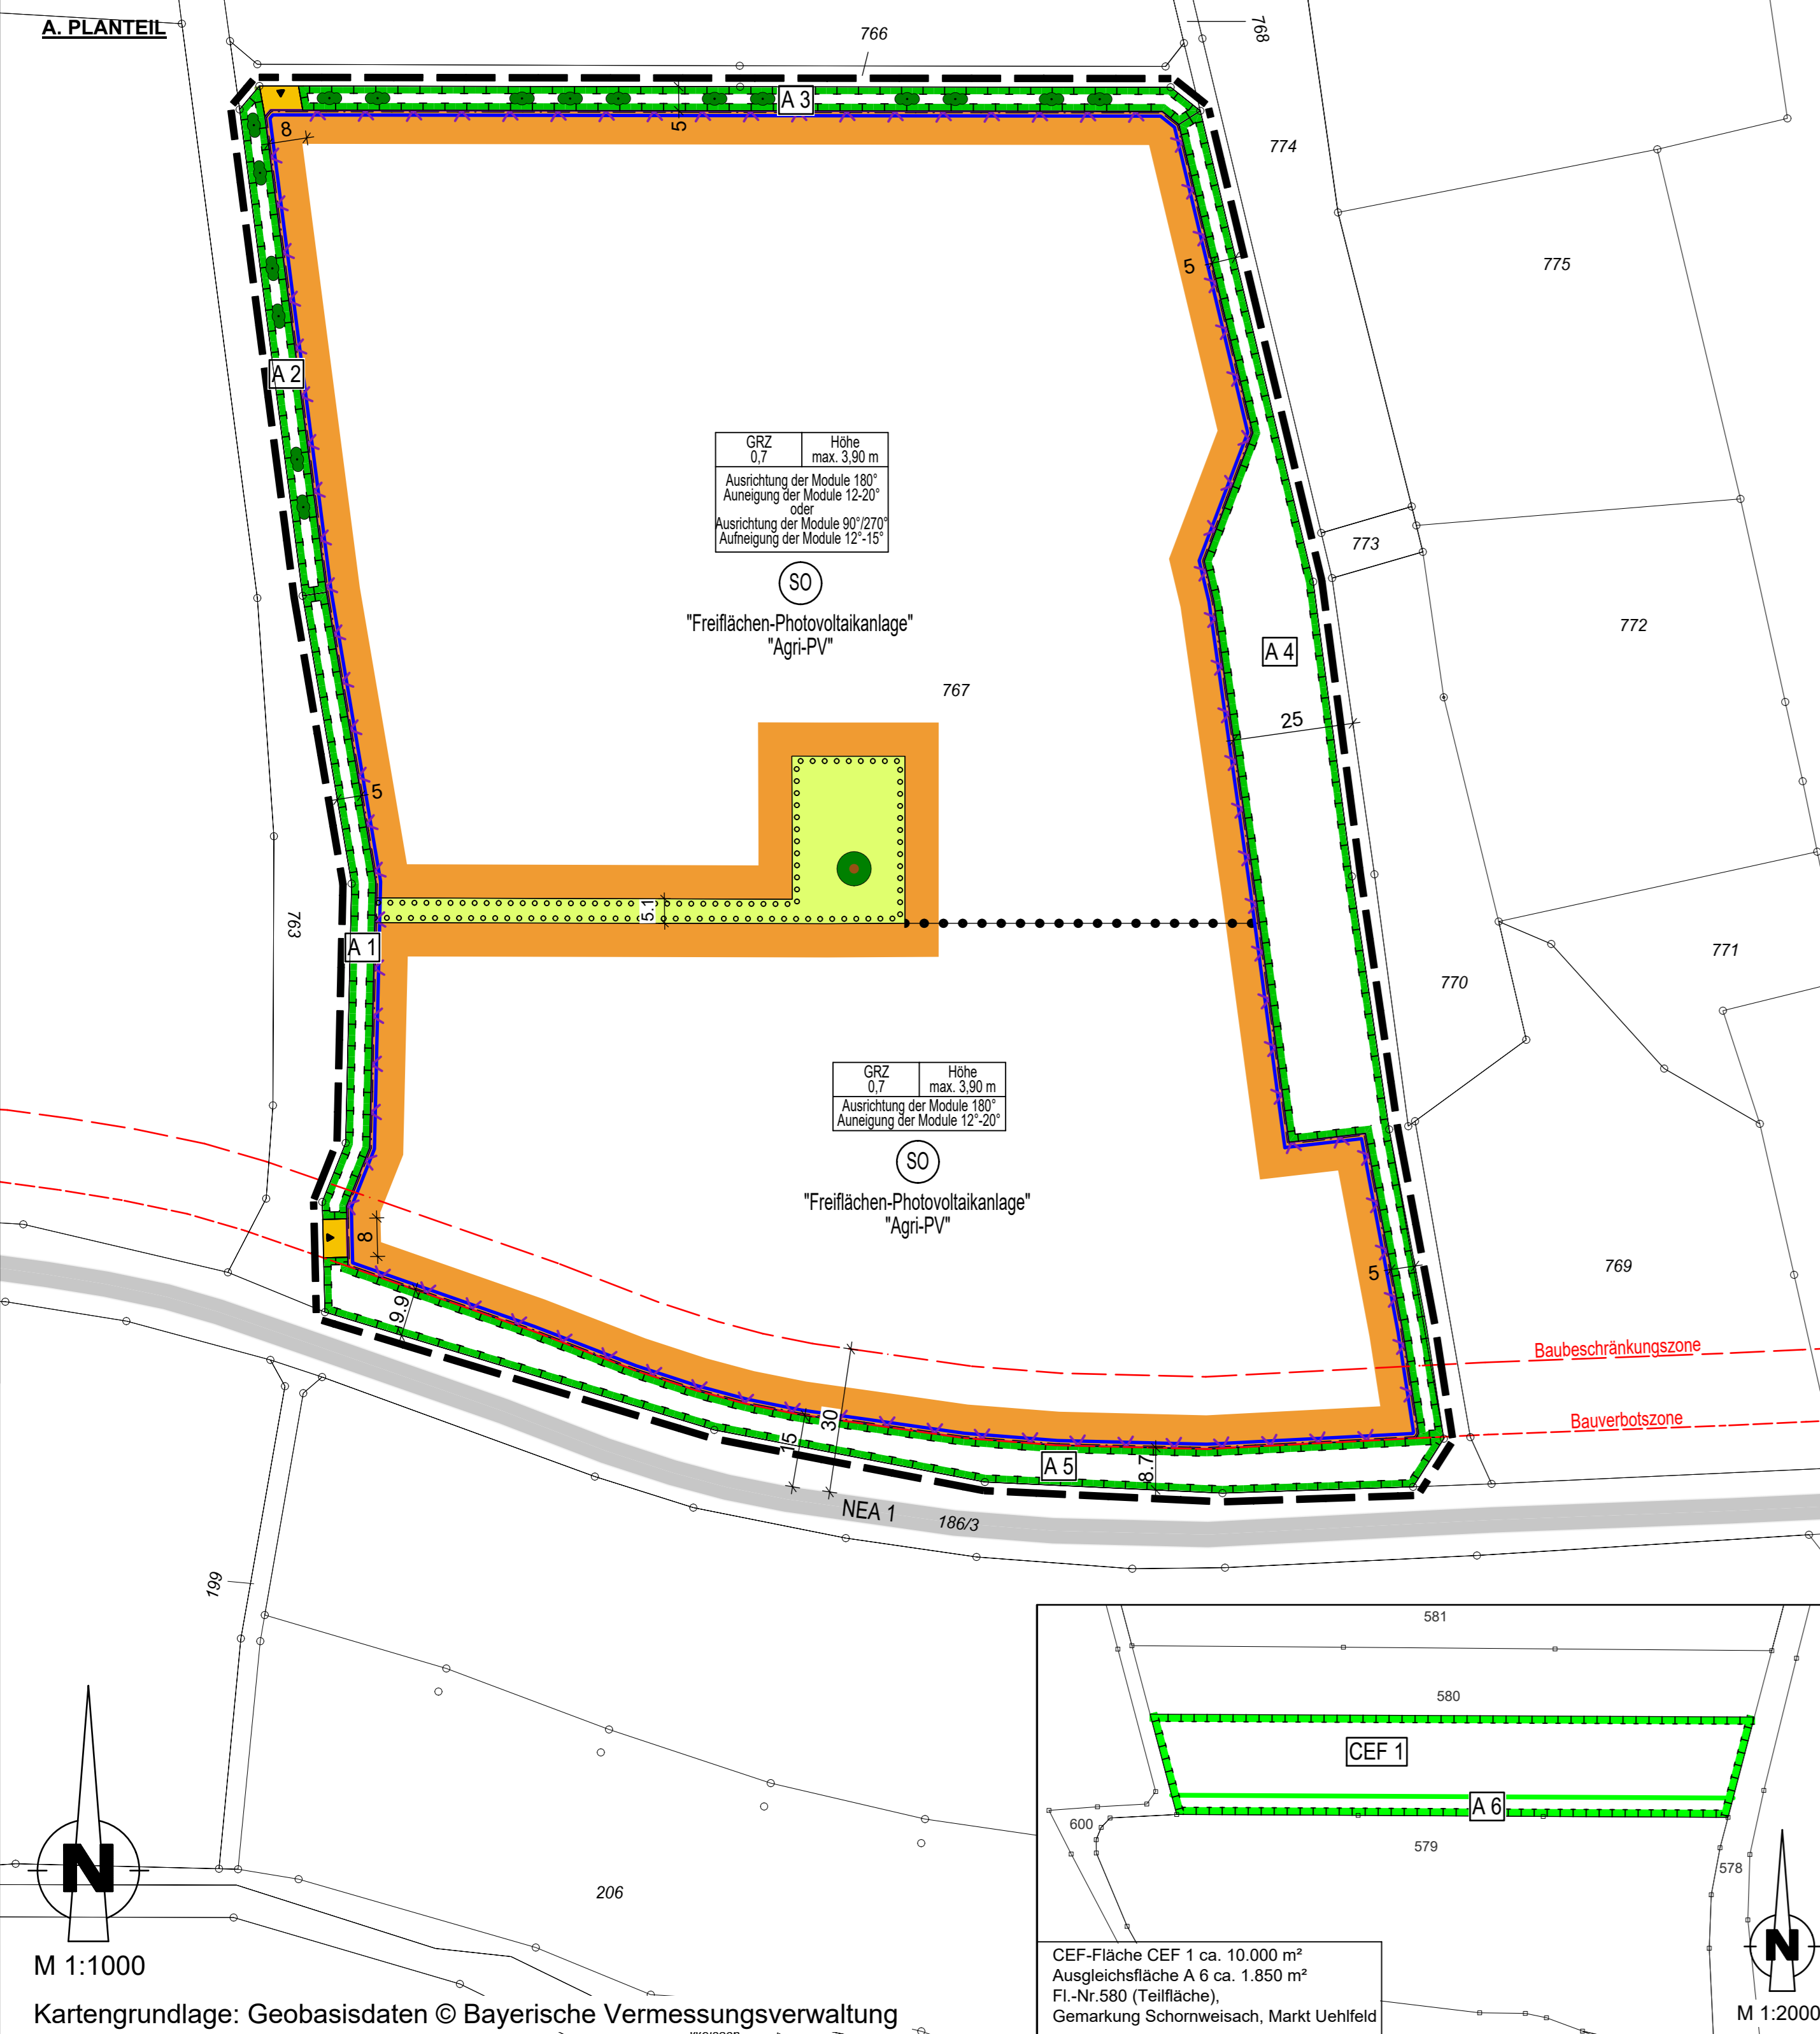 A. PLANTEIL
766
768
A 3
8
5
774
775
5
A 2
GRZ
0,7
Höhe
max. 3,90 m
Ausrichtung der Module 180°
Auneigung der Module 12-20°
oder
Ausrichtung der Module 90°/270°
Aufneigung der Module 12°-15°
SO
"Freiflächen-Photovoltaikanlage"
"Agri-PV"
773
772
A 4
767
25
5
5.1
763
A 1
771
770
GRZ
0,7
Höhe
max. 3,90 m
Ausrichtung der Module 180°
Auneigung der Module 12°-20°
SO
"Freiflächen-Photovoltaikanlage"
"Agri-PV"
8
9.9
5
769
Baubeschränkungszone
Bauverbotszone
15
30
A 5
8.7
NEA 1
186/3
199
206
581
580
CEF 1
A 6
600
579
578
N
M 1:1000
CEF-Fläche CEF 1 ca. 10.000 m²
Ausgleichsfläche A 6 ca. 1.850 m²
Fl.-Nr.580 (Teilfläche),
Gemarkung Schornweisach, Markt Uehlfeld
N
M 1:2000
Kartengrundlage: Geobasisdaten © Bayerische Vermessungsverwaltung